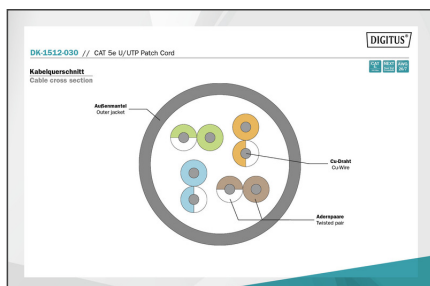 DIGITUS®
DK-1512-030 // CAT 5e U/UTP Patch Cord
Kabelquerschnitt
Cable cross section
Außenmantel
Outer jacket
Cu-Draht
Cu-Wire
Aderpaare
Twisted pair